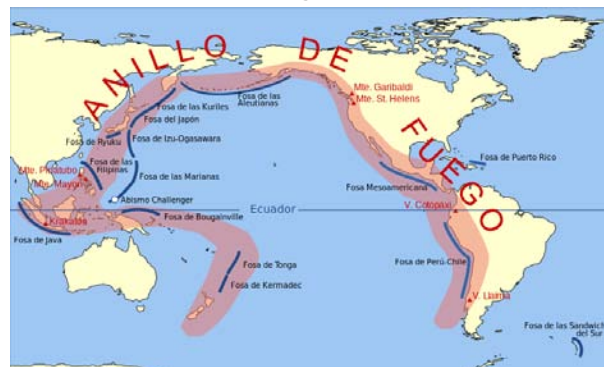 ANILLO DE FUEGO
Mte. Garibaldi
Mte. St. Helens
Fosa de las
Aleutianas
Fosa de las Kuriles
Fosa del Japón
Fosa de Ryuku
Fosa de Izu-Ogasawara
Fosa de las
Filipinas
Mte. Pinatubo
Mte. Mayon
Fosa de las Marianas
Abismo Challenger
Fosa de Bougainville
Ecuador
Krakatoa
Fosa de Java
Fosa de Tonga
Fosa de Kermadec
Fosa de Puerto Rico
Fosa Mesoamericana
V. Cotopaxi
Fosa de Perú-Chile
V. Llaima
Fosa de las Sandwich
del Sur